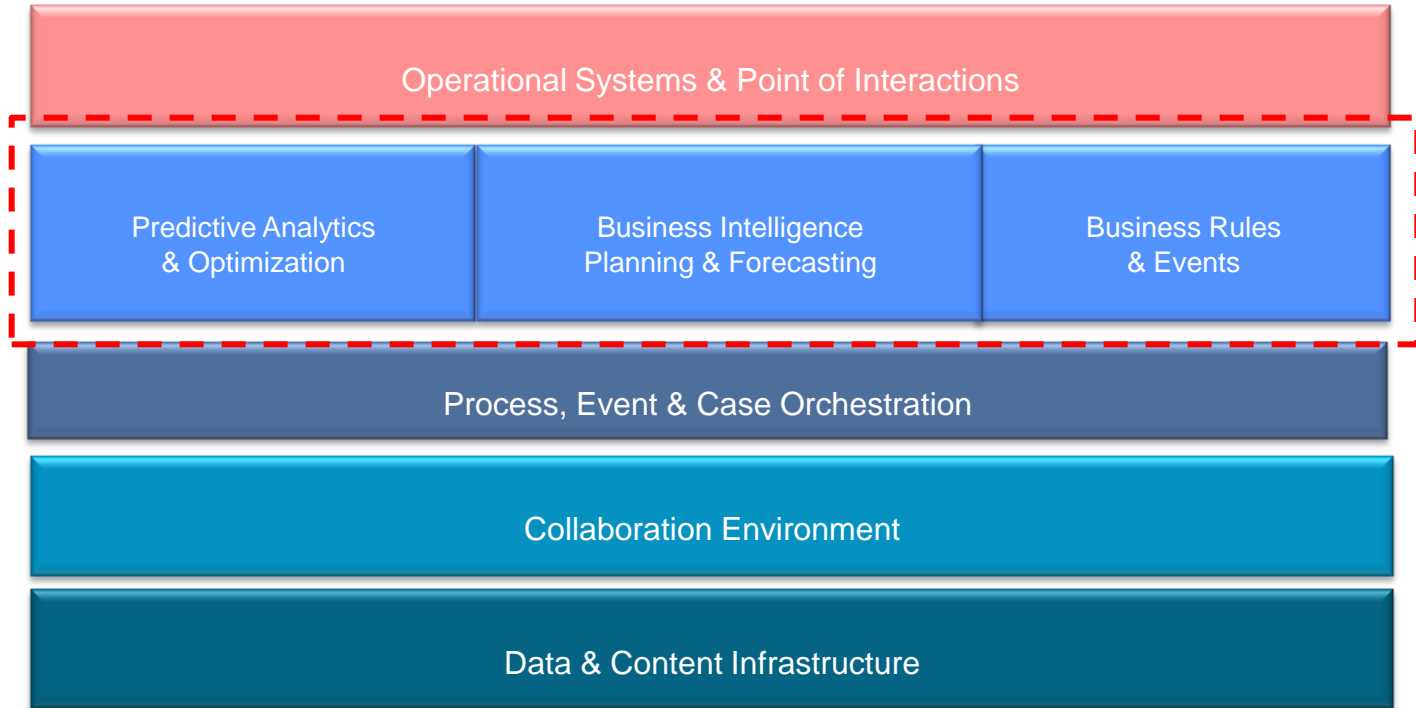 Operational Systems & Point of Interactions
Predictive Analytics
& Optimization
Business Intelligence
Planning & Forecasting
Business Rules
& Events
Process, Event & Case Orchestration
Collaboration Environment
Data & Content Infrastructure